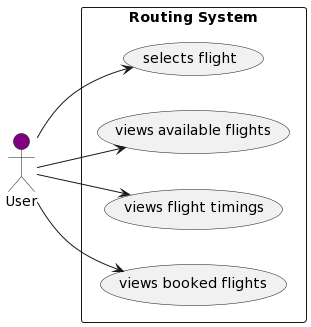 Routing System
selects flight
views available flights
User
views flight timings
views booked flights